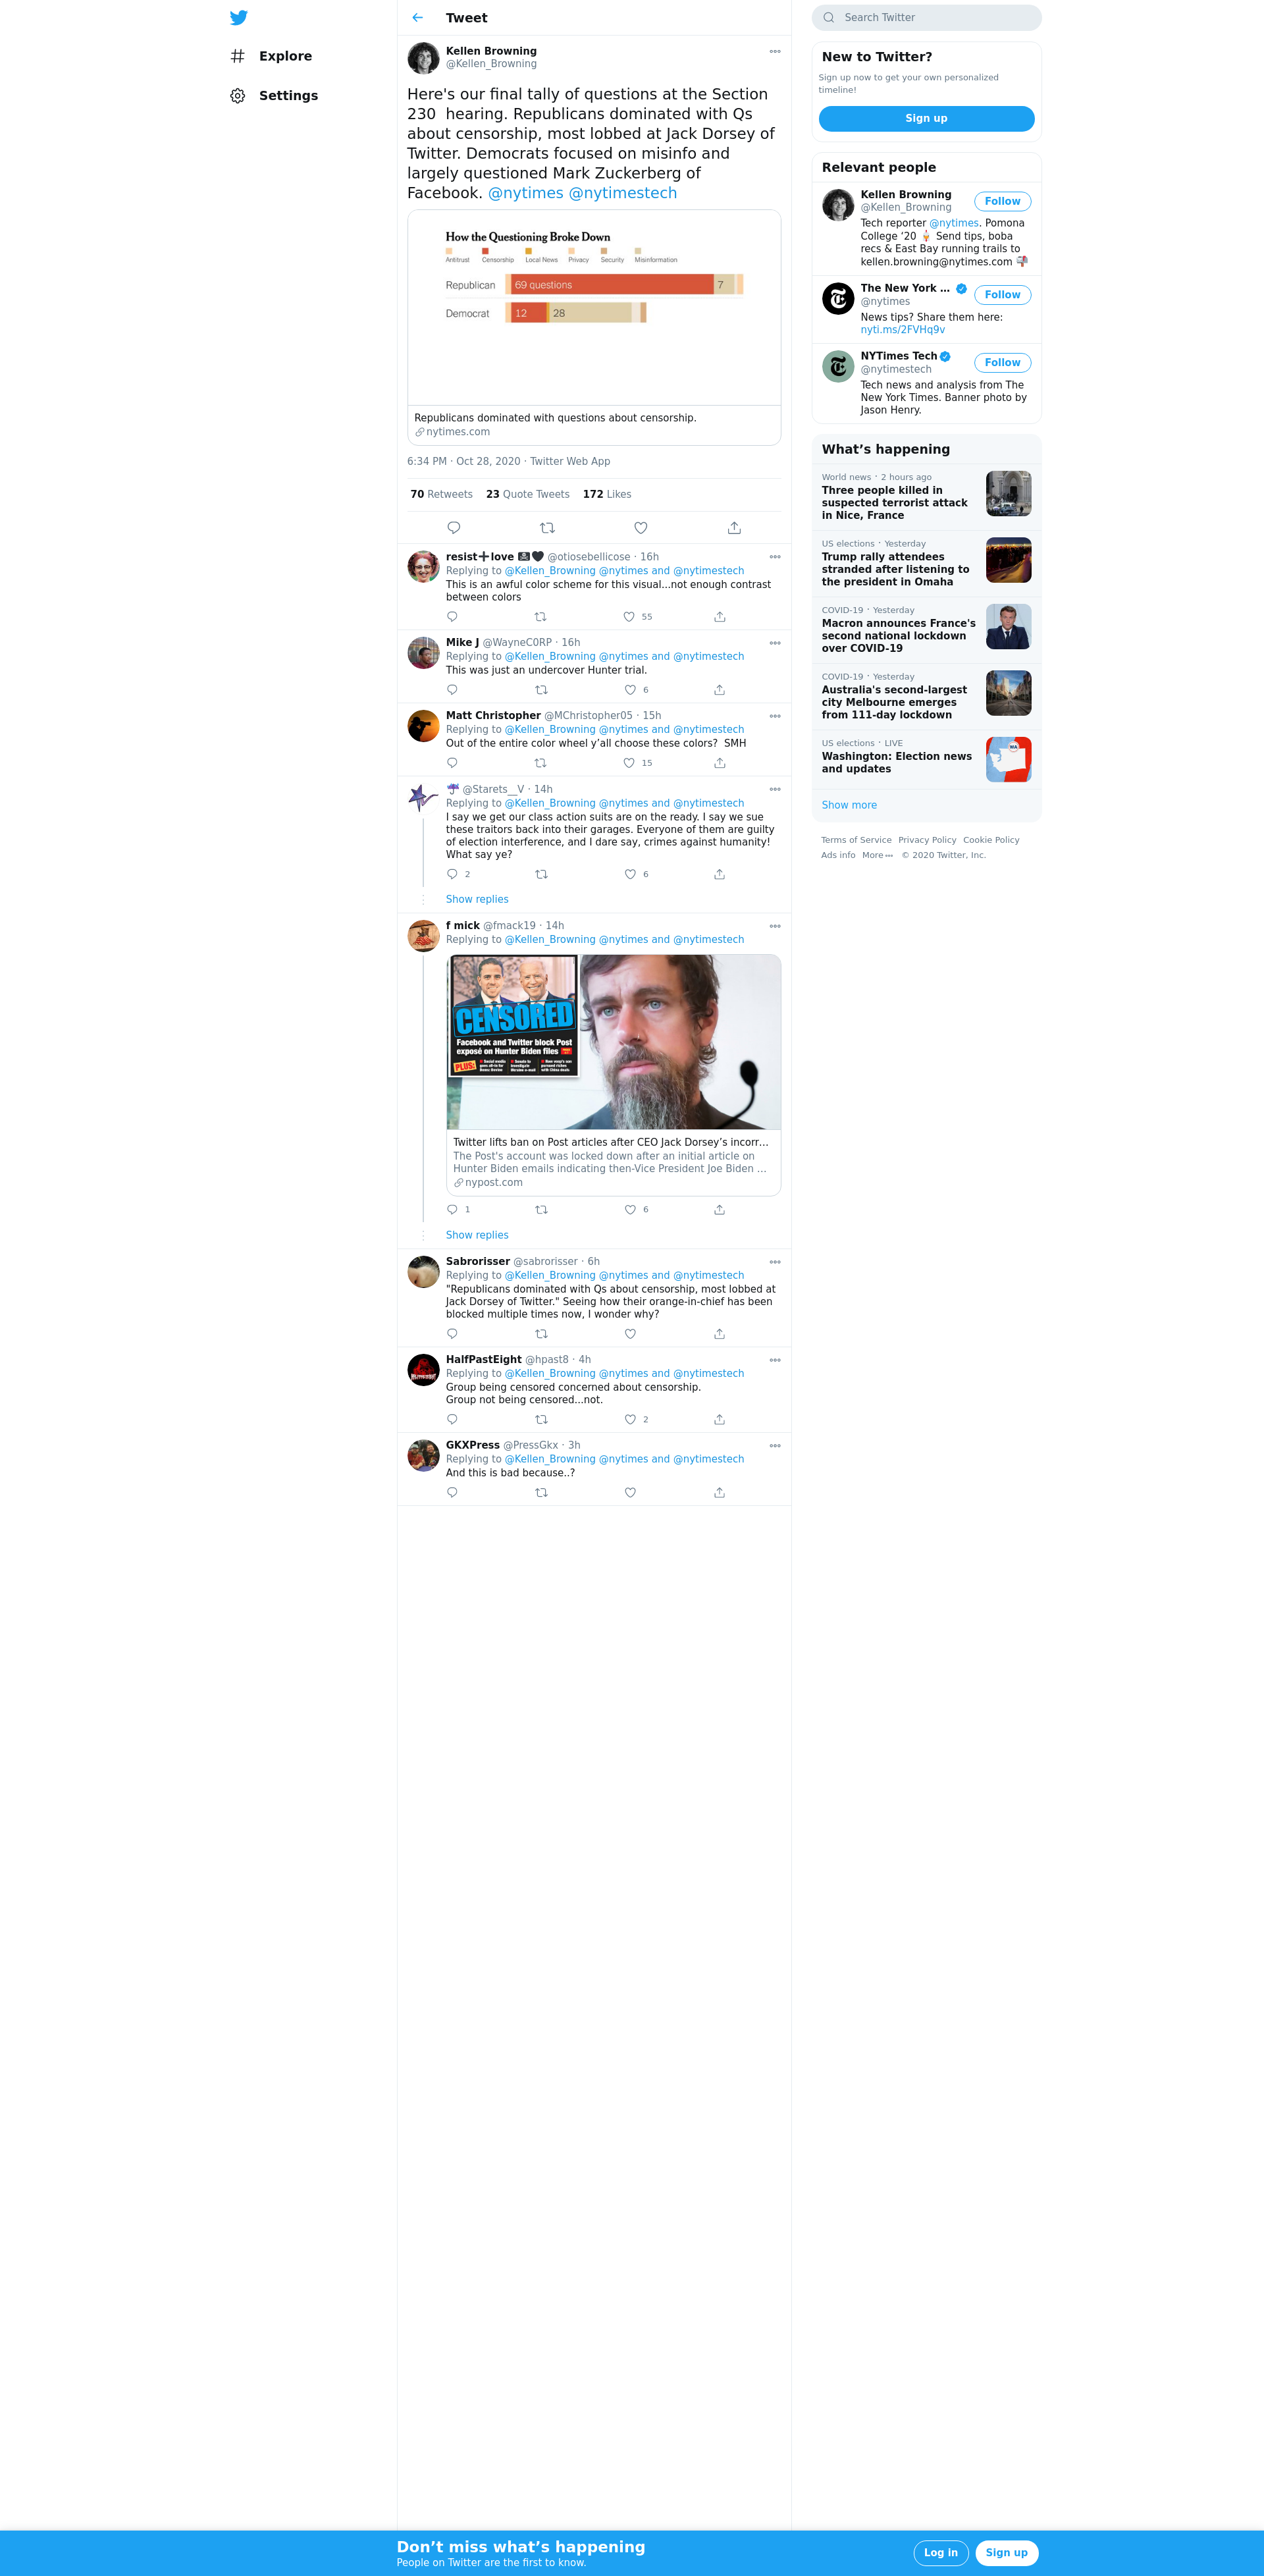 Explore
Settings
Tweet
Kellen Browning
@Kellen_Browning
Here's our final tally of questions at the Section
230  hearing. Republicans dominated with Qs
about censorship, most lobbed at Jack Dorsey of
Twitter. Democrats focused on misinfo and
largely questioned Mark Zuckerberg of
Facebook. @nytimes @nytimestech
How the Questioning Broke Down
Antitrust Censorship Local News Privacy Security Misinformation
Republican 69 questions 7
Democrat 12 28
Republicans dominated with questions about censorship.
nytimes.com
6:34 PM · Oct 28, 2020 · Twitter Web App
70 Retweets 23 Quote Tweets 172 Likes
resist➕love 🏴‍☠️🖤 @otiosebellicose · 16h
Replying to @Kellen_Browning @nytimes and @nytimestech
This is an awful color scheme for this visual...not enough contrast
between colors
55
Mike J @WayneC0RP · 16h
Replying to @Kellen_Browning @nytimes and @nytimestech
This was just an undercover Hunter trial.
6
Matt Christopher @MChristopher05 · 15h
Replying to @Kellen_Browning @nytimes and @nytimestech
Out of the entire color wheel y’all choose these colors?  SMH
15
☔ @Starets__V · 14h
Replying to @Kellen_Browning @nytimes and @nytimestech
I say we get our class action suits are on the ready. I say we sue
these traitors back into their garages. Everyone of them are guilty
of election interference, and I dare say, crimes against humanity!
What say ye?
2 6
Show replies
f mick @fmack19 · 14h
Replying to @Kellen_Browning @nytimes and @nytimestech
CENSORED
Facebook and Twitter block Post
exposé on Hunter Biden files
PLUS:
Twitter lifts ban on Post articles after CEO Jack Dorsey’s incorr…
The Post's account was locked down after an initial article on
Hunter Biden emails indicating then-Vice President Joe Biden …
nypost.com
1 6
Show replies
Sabrorisser @sabrorisser · 6h
Replying to @Kellen_Browning @nytimes and @nytimestech
"Republicans dominated with Qs about censorship, most lobbed at
Jack Dorsey of Twitter." Seeing how their orange-in-chief has been
blocked multiple times now, I wonder why?
HalfPastEight @hpast8 · 4h
Replying to @Kellen_Browning @nytimes and @nytimestech
Group being censored concerned about censorship.
Group not being censored...not.
2
GKXPress @PressGkx · 3h
Replying to @Kellen_Browning @nytimes and @nytimestech
And this is bad because..?
Search Twitter
New to Twitter?
Sign up now to get your own personalized
timeline!
Sign up
Relevant people
Kellen Browning
@Kellen_Browning
Follow
Tech reporter @nytimes. Pomona
College ‘20 Send tips, boba
recs & East Bay running trails to
kellen.browning@nytimes.com 📬
The New York …
@nytimes
Follow
News tips? Share them here:
nyti.ms/2FVHq9v
NYTimes Tech
@nytimestech
Follow
Tech news and analysis from The
New York Times. Banner photo by
Jason Henry.
What’s happening
World news · 2 hours ago
Three people killed in
suspected terrorist attack
in Nice, France
US elections · Yesterday
Trump rally attendees
stranded after listening to
the president in Omaha
COVID-19 · Yesterday
Macron announces France's
second national lockdown
over COVID-19
COVID-19 · Yesterday
Australia's second-largest
city Melbourne emerges
from 111-day lockdown
US elections · LIVE
Washington: Election news
and updates
WA
Show more
Terms of Service Privacy Policy Cookie Policy
Ads info More © 2020 Twitter, Inc.
Don’t miss what’s happening
People on Twitter are the first to know.
Log in
Sign up